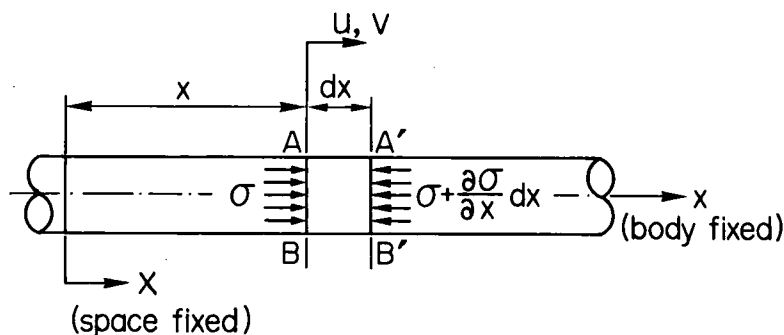 u, v
x
dx
A A′
σ
σ + ∂σ/∂x dx
x
(body fixed)
B B′
X
(space fixed)